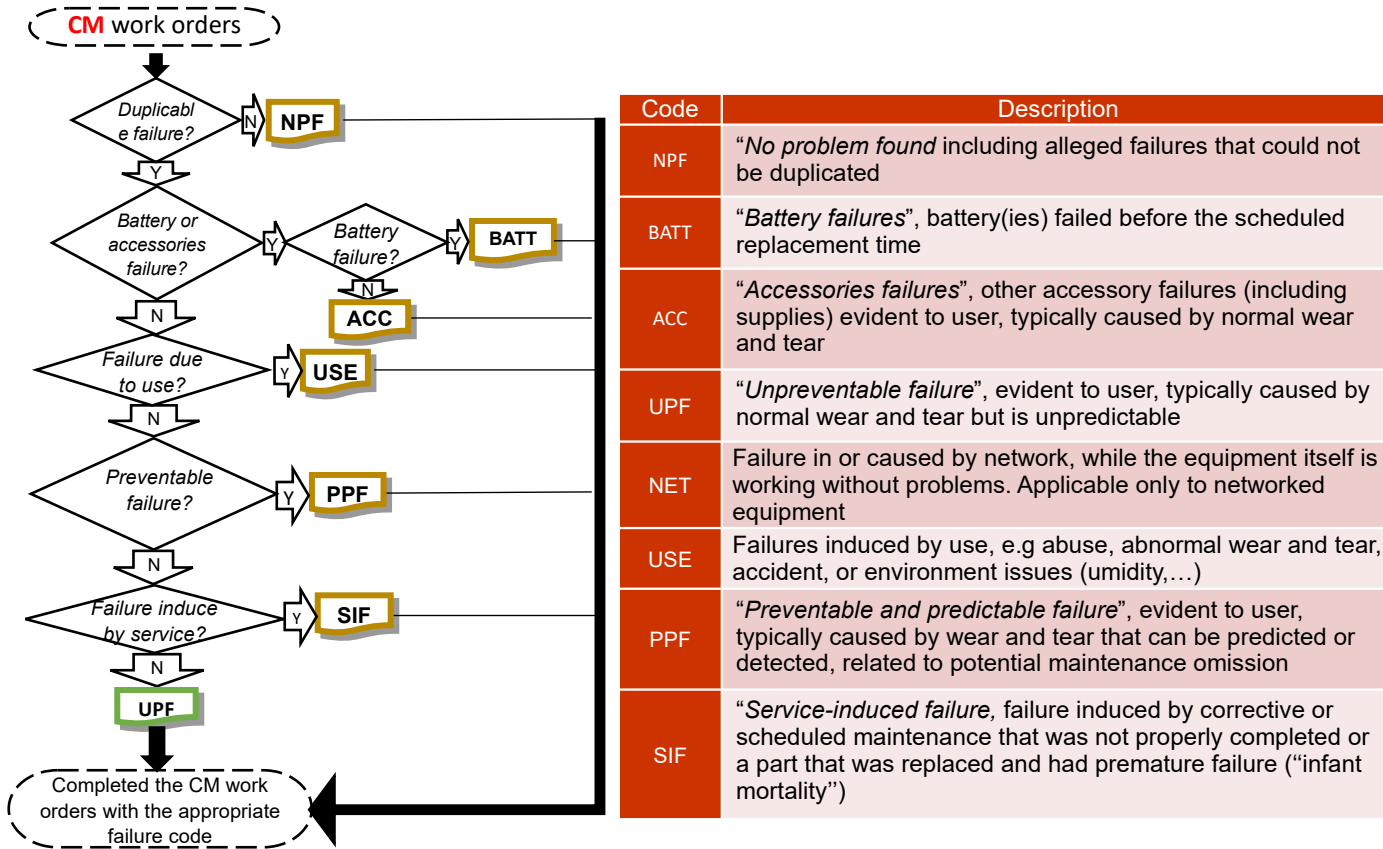 CM work orders
Duplicabl
e failure?
N
NPF
Y
Battery or
accessories
failure?
Y
Battery
failure?
Y
BATT
N
ACC
N
Failure due
to use?
Y
USE
N
Preventable
failure?
Y
PPF
N
Failure induce
by service?
Y
SIF
N
UPF
Completed the CM work
orders with the appropriate
failure code
Code
Description
NPF
“No problem found including alleged failures that could not
be duplicated
BATT
“Battery failures”, battery(ies) failed before the scheduled
replacement time
ACC
“Accessories failures”, other accessory failures (including
supplies) evident to user, typically caused by normal wear
and tear
UPF
“Unpreventable failure”, evident to user, typically caused by
normal wear and tear but is unpredictable
NET
Failure in or caused by network, while the equipment itself is
working without problems. Applicable only to networked
equipment
USE
Failures induced by use, e.g abuse, abnormal wear and tear,
accident, or environment issues (umidity,…)
PPF
“Preventable and predictable failure”, evident to user,
typically caused by wear and tear that can be predicted or
detected, related to potential maintenance omission
SIF
“Service-induced failure, failure induced by corrective or
scheduled maintenance that was not properly completed or
a part that was replaced and had premature failure (‘‘infant
mortality’’)